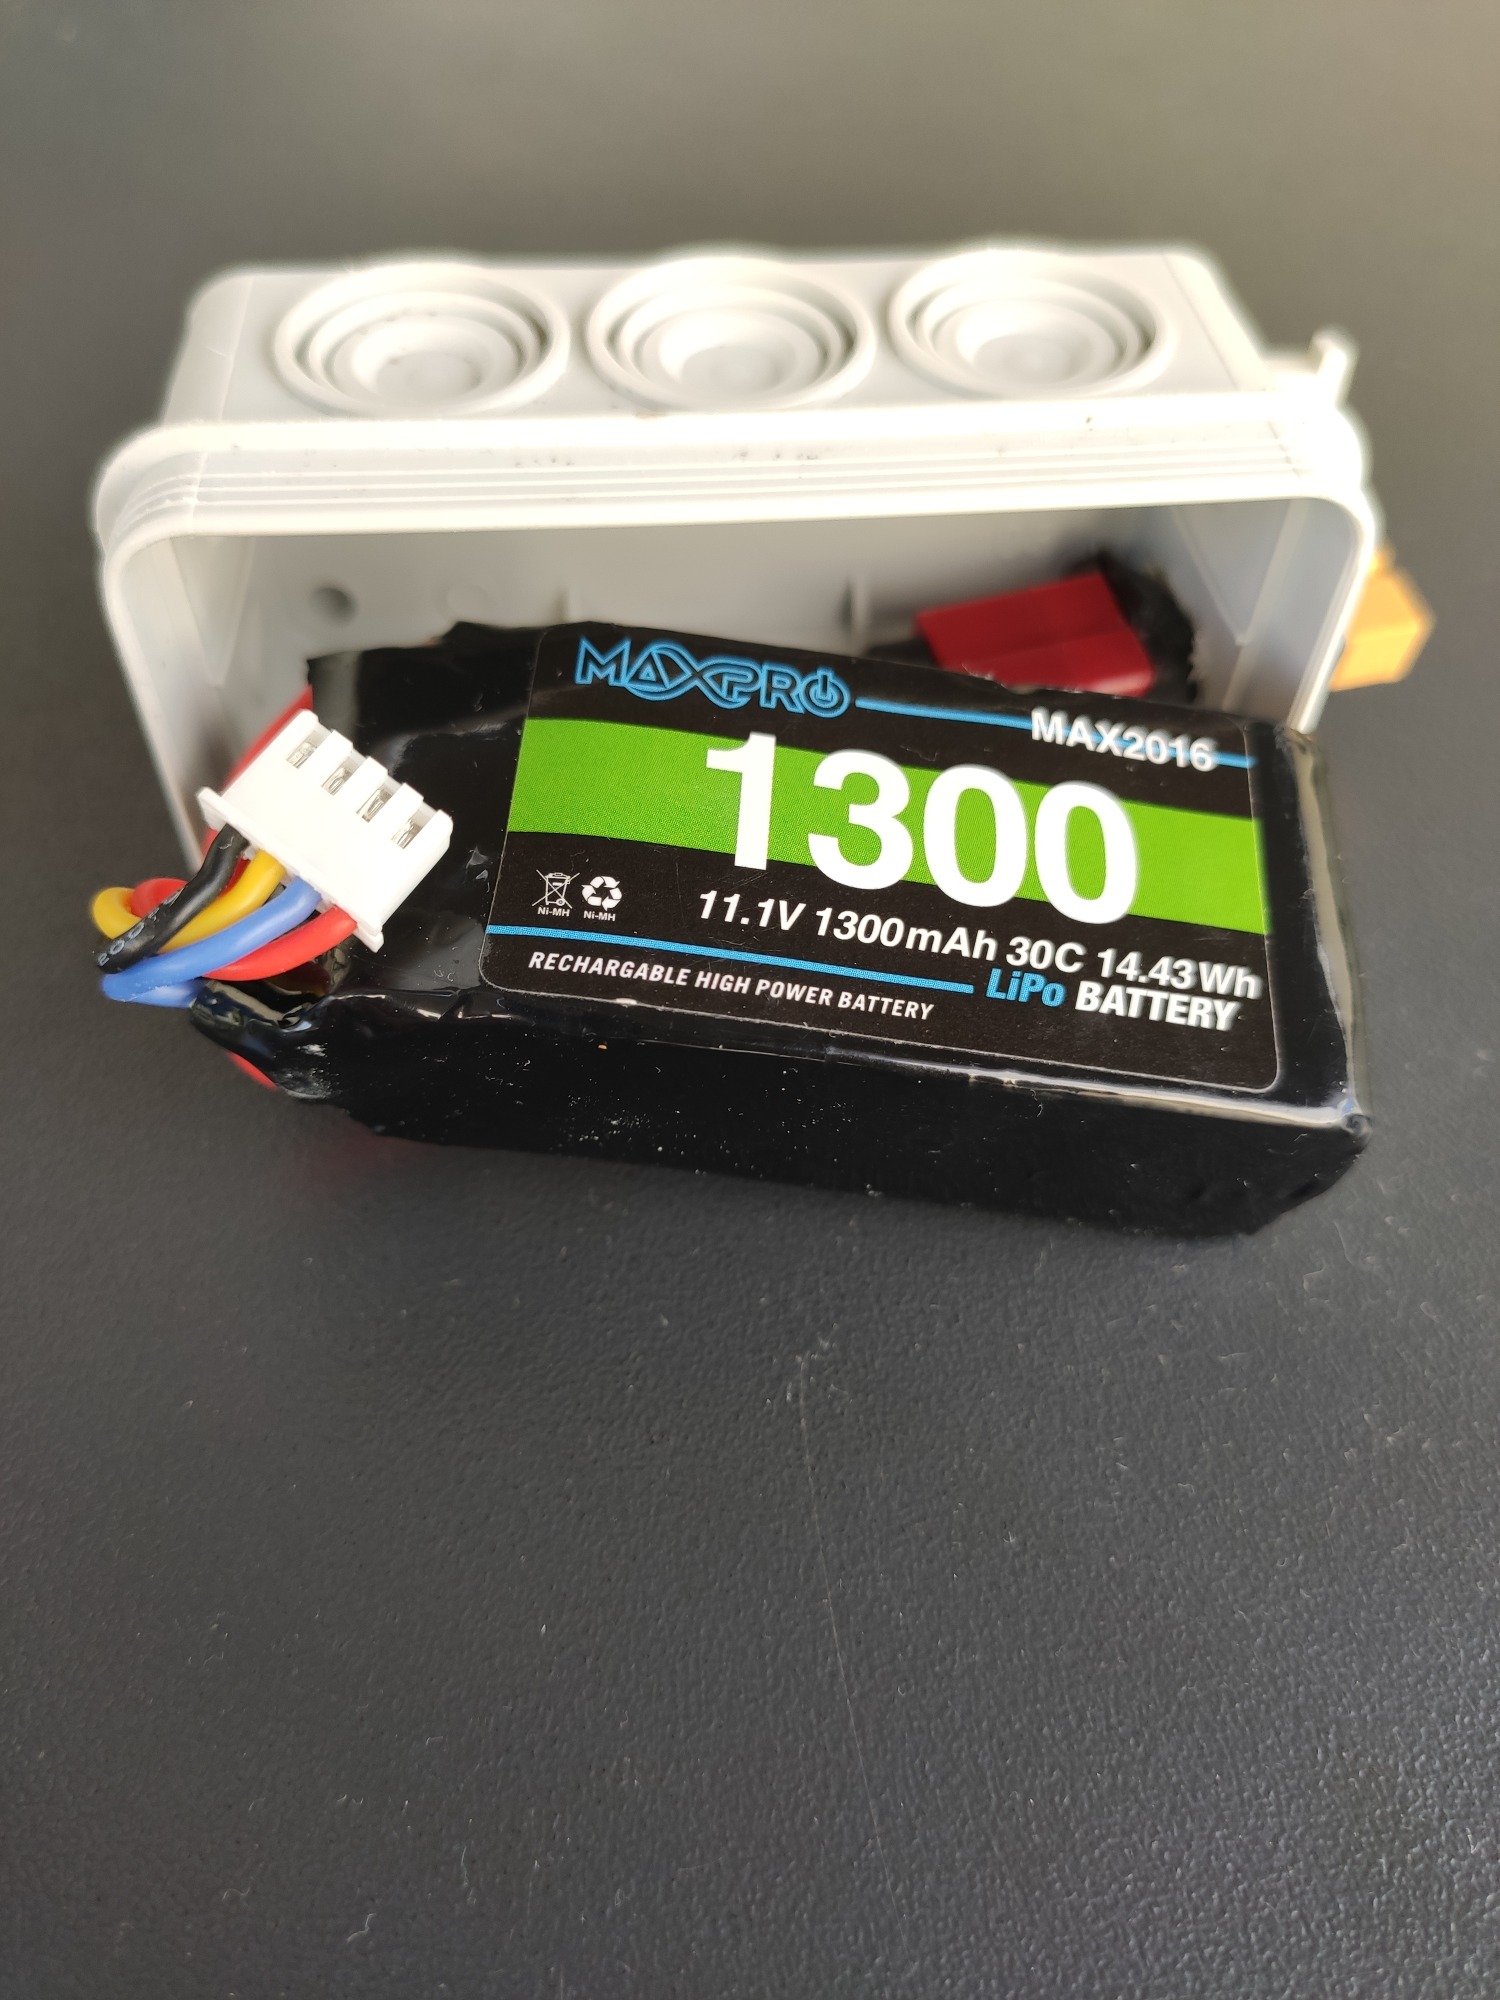 MAXPRO
MAX2016
1300
11.1V 1300mAh 30C 14.43Wh
Ni-MH Ni-MH
LiPo BATTERY
RECHARGABLE HIGH POWER BATTERY